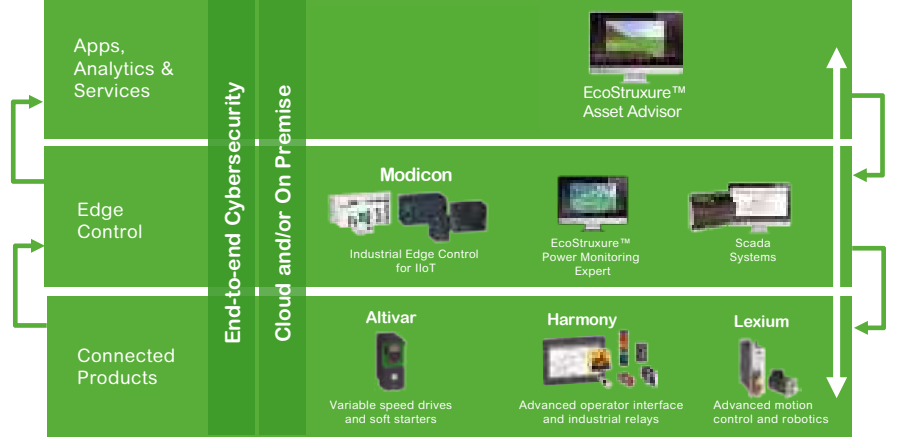 Apps,
Analytics &
Services
End-to-end Cybersecurity
Cloud and/or On Premise
EcoStruxure™
Asset Advisor
Edge
Control
Modicon
Industrial Edge Control
for IIoT
EcoStruxure™
Power Monitoring
Expert
Scada
Systems
Connected
Products
Altivar
Variable speed drives
and soft starters
Harmony
Advanced operator interface
and industrial relays
Lexium
Advanced motion
control and robotics